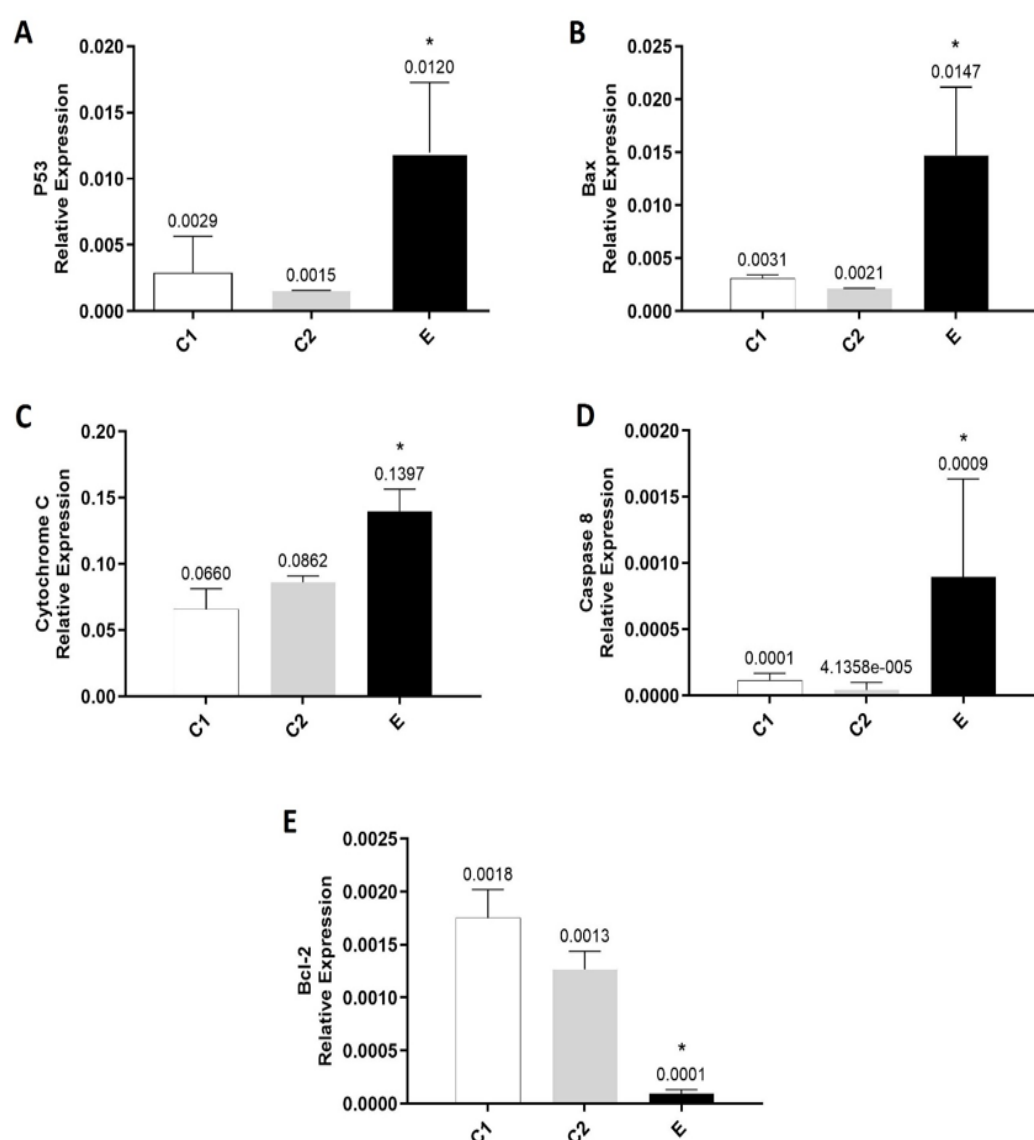 A
P53
Relative Expression
0.020
0.015
0.010
0.005
0.000
0.0029
0.0015
*
0.0120
C1
C2
E
B
Bax
Relative Expression
0.025
0.020
0.015
0.010
0.005
0.000
0.0031
0.0021
*
0.0147
C1
C2
E
C
Cytochrome C
Relative Expression
0.20
0.15
0.10
0.05
0.00
0.0660
0.0862
*
0.1397
C1
C2
E
D
Caspase 8
Relative Expression
0.0020
0.0015
0.0010
0.0005
0.0000
0.0001
4.1358e-005
*
0.0009
C1
C2
E
E
Bcl-2
Relative Expression
0.0025
0.0020
0.0015
0.0010
0.0005
0.0000
0.0018
0.0013
*
0.0001
C1
C2
E